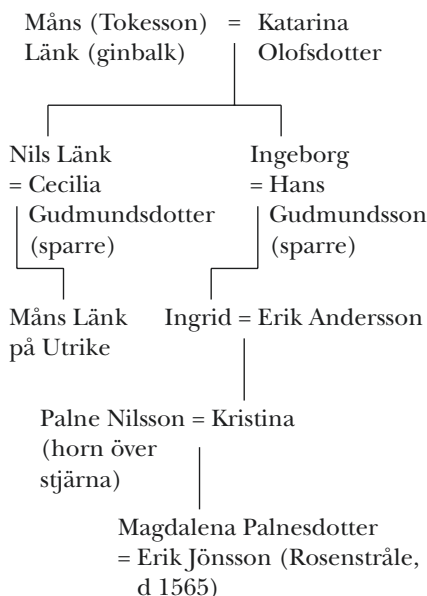 Måns (Tokesson) = Katarina
Länk (ginbalk) Olofsdotter
Nils Länk
= Cecilia
Gudmundsdotter
(sparre)
Ingeborg
= Hans
Gudmundsson
(sparre)
Måns Länk
på Utrike
Ingrid = Erik Andersson
Palne Nilsson = Kristina
(horn över
stjärna)
Magdalena Palnesdotter
= Erik Jönsson (Rosenstråle,
d 1565)